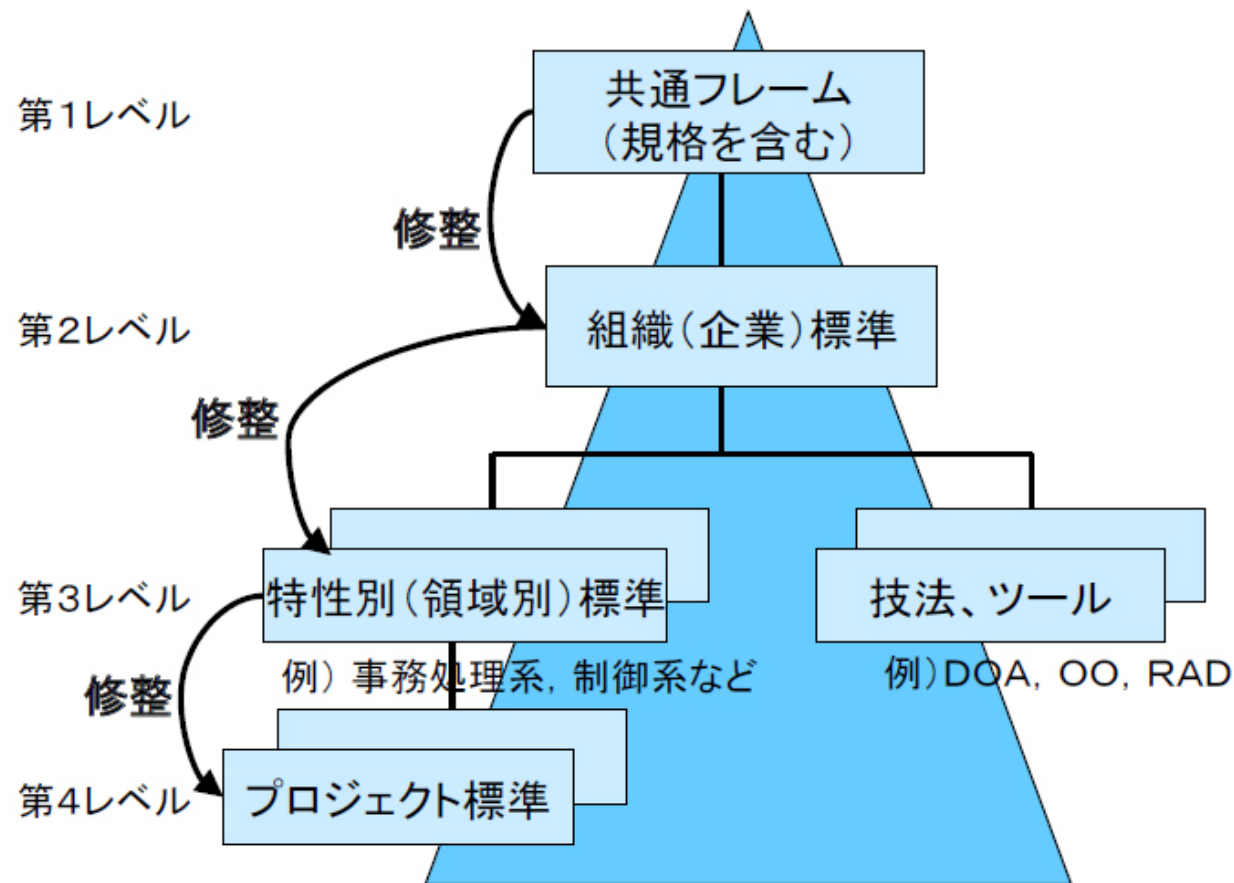 第1レベル
共通フレーム
（規格を含む）
修整
第2レベル
組織（企業）標準
修整
第3レベル
特性別（領域別）標準
技法、ツール
例） 事務処理系, 制御系など
例）DOA, OO, RAD
修整
第4レベル
プロジェクト標準